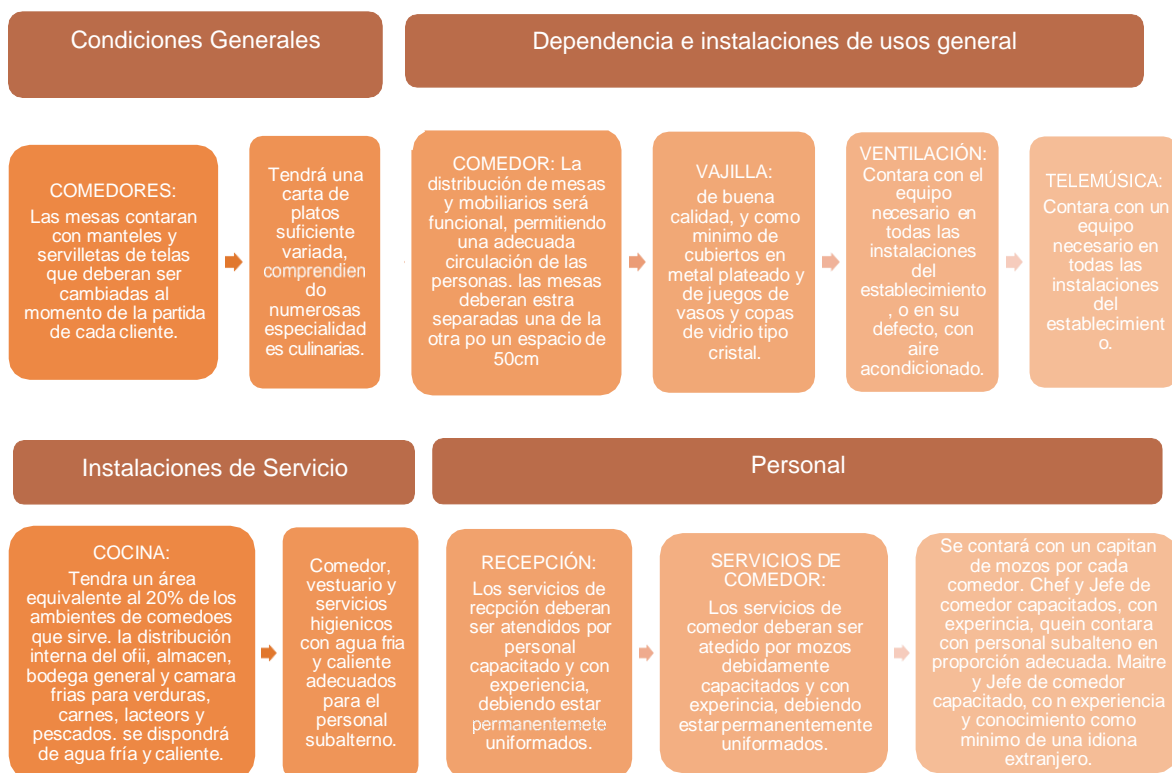 Condiciones Generales
Dependencia e instalaciones de usos general
COMEDORES:
Las mesas contaran
con manteles y
servilletas de telas
que deberan ser
cambiadas al
momento de la partida
de cada cliente.
Tendrá una
carta de
platos
suficiente
variada,
comprendien
do
numerosas
especialidad
es culinarias.
COMEDOR: La
distribución de mesas
y mobiliarios será
funcional, permitiendo
una adecuada
circulación de las
personas. las mesas
deberan estra
separadas una de la
otra po un espacio de
50cm
VAJILLA:
de buena
calidad, y como
minimo de
cubiertos en
metal plateado y
de juegos de
vasos y copas
de vidrio tipo
cristal.
VENTILACIÓN:
Contara con el
equipo
necesario en
todas las
instalaciones
del
establecimiento
, o en su
defecto, con
aire
acondicionado.
TELEMÚSICA:
Contara con un
equipo
necesario en
todas las
instalaciones
del
establecimient
o.
Instalaciones de Servicio
Personal
COCINA:
Tendra un área
equivalente al 20% de los
ambientes de comedoes
que sirve. la distribución
interna del ofii, almacen,
bodega general y camara
frias para verduras,
carnes, lacteors y
pescados. se dispondrá
de agua fría y caliente.
Comedor,
vestuario y
servicios
higienicos
con agua fria
y caliente
adecuados
para el
personal
subalterno.
RECEPCIÓN:
Los servicios de
recpción deberan
ser atendidos por
personal
capacitado y con
experiencia,
debiendo estar
permanentemete
uniformados.
SERVICIOS DE
COMEDOR:
Los servicios de
comedor deberan ser
atedido por mozos
debidamente
capacitados y con
experincia, debiendo
estar permanentemente
uniformados.
Se contará con un capitan
de mozos por cada
comedor. Chef y Jefe de
comedor capacitados, con
experincia, quein contara
con personal subalteno en
proporción adecuada. Maitre
y Jefe de comedor
capacitado, co n experiencia
y conocimiento como
minimo de una idiona
extranjero.